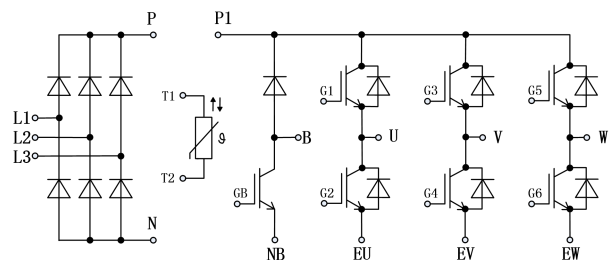 P P1
T1 G1 G3 G5
L1
L2 ϑ B U V W
L3
T2 GB G2 G4 G6
N NB EU EV EW